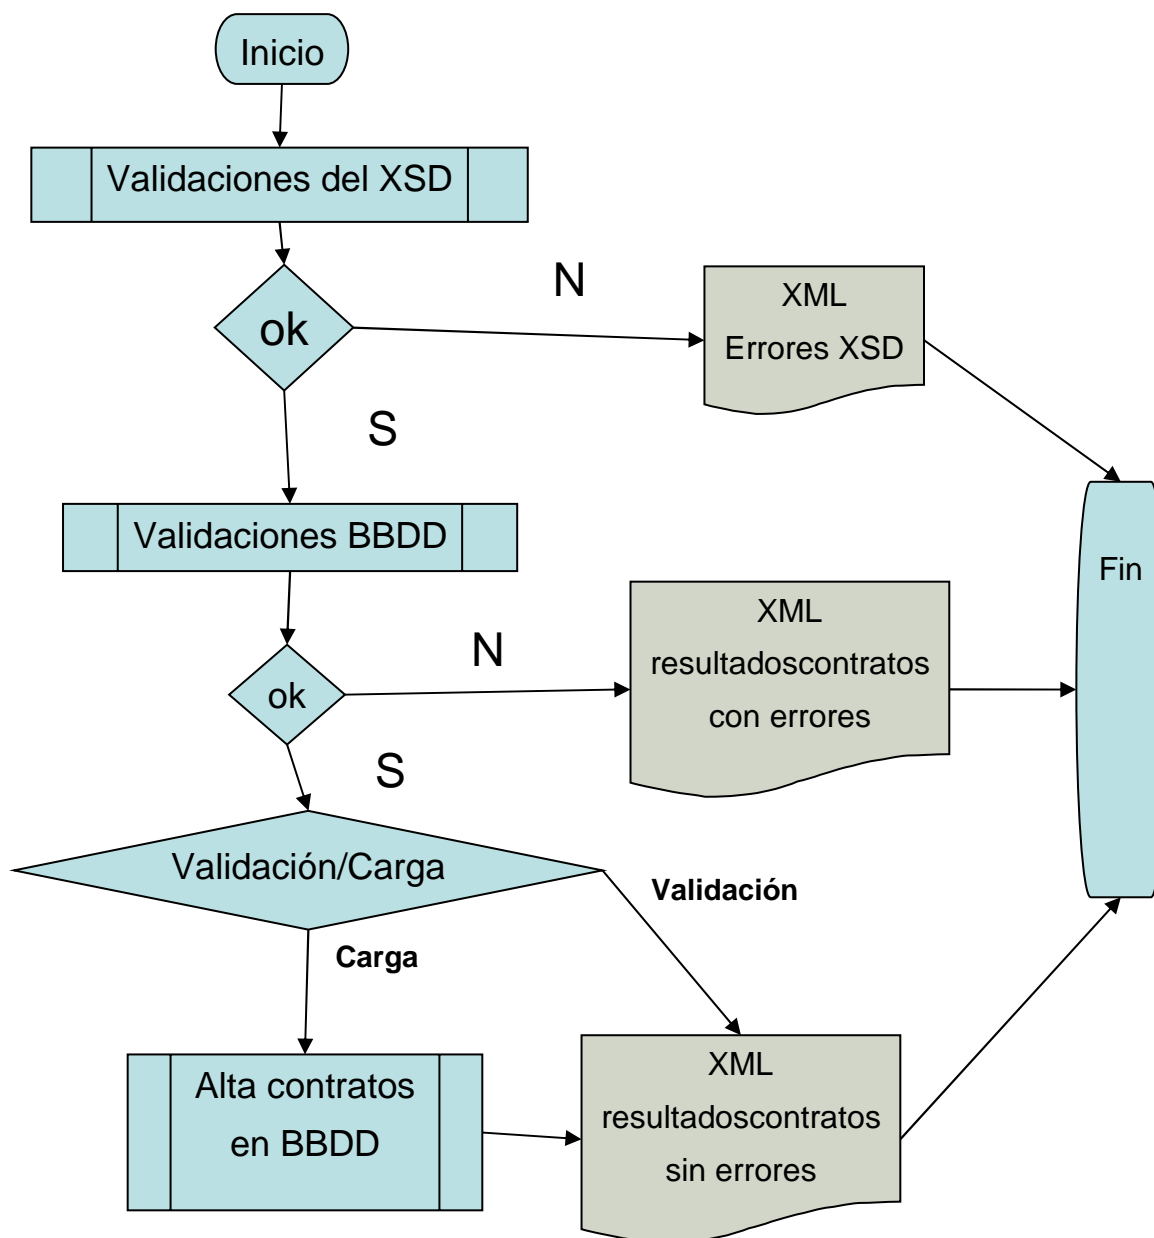 Inicio
Validaciones del XSD
ok
N
XML
Errores XSD
S
Validaciones BBDD
Fin
ok
N
XML
resultadoscontratos
con errores
S
Validación/Carga
Validación
Carga
Alta contratos
en BBDD
XML
resultadoscontratos
sin errores